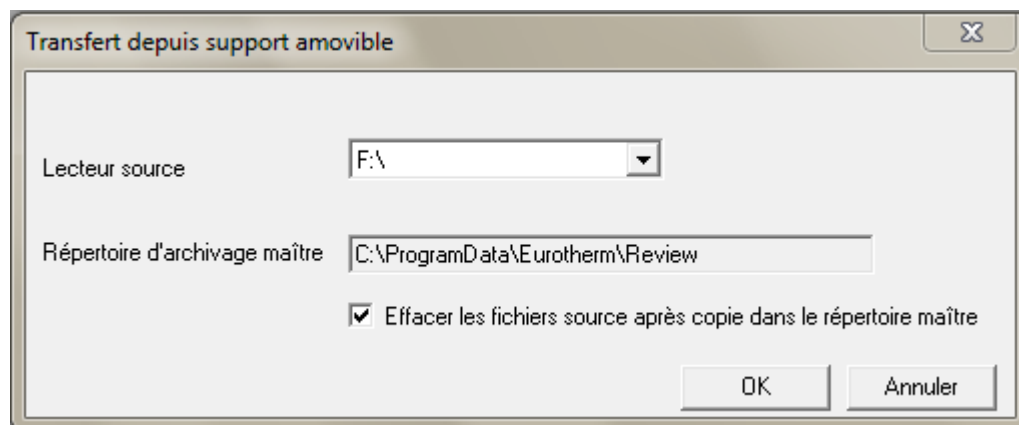 Transfert depuis support amovible
Lecteur source
F:\
Répertoire d'archivage maître
C:\ProgramData\Eurotherm\Review
Effacer les fichiers source après copie dans le répertoire maître
OK
Annuler